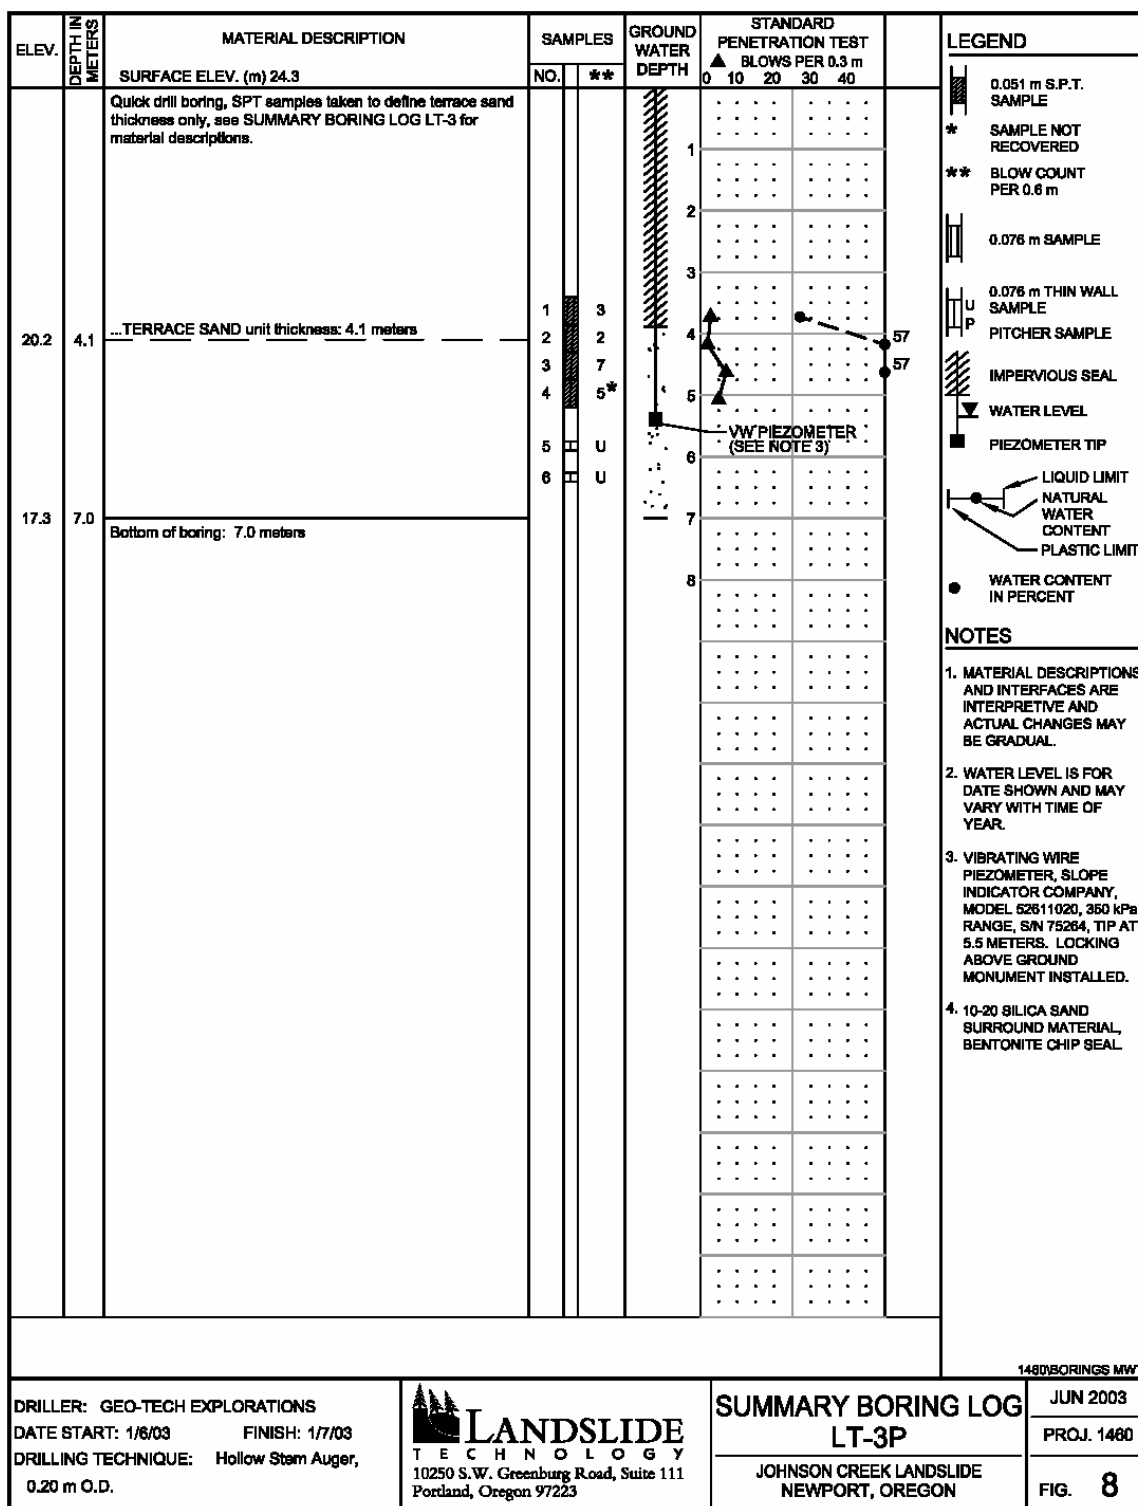 ELEV.
DEPTH IN
METERS
MATERIAL DESCRIPTION
SURFACE ELEV. (m) 24.3
SAMPLES
NO.
**
GROUND
WATER
DEPTH
STANDARD
PENETRATION TEST
▲ BLOWS PER 0.3 m
0 10 20 30 40
Quick drill boring, SPT samples taken to define terrace sand
thickness only, see SUMMARY BORING LOG LT-3 for
material descriptions.
1
2
3
4
5
6
7
8
1 3
2 2
3 7
4 5*
5 U
6 U
20.2 4.1
...TERRACE SAND unit thickness: 4.1 meters
57
57
VW PIEZOMETER
(SEE NOTE 3)
17.3 7.0
Bottom of boring: 7.0 meters
LEGEND
0.051 m S.P.T.
SAMPLE
* SAMPLE NOT
RECOVERED
** BLOW COUNT
PER 0.6 m
0.076 m SAMPLE
0.076 m THIN WALL
U SAMPLE
P PITCHER SAMPLE
IMPERVIOUS SEAL
WATER LEVEL
PIEZOMETER TIP
LIQUID LIMIT
NATURAL
WATER
CONTENT
PLASTIC LIMIT
WATER CONTENT
IN PERCENT
NOTES
1. MATERIAL DESCRIPTIONS
AND INTERFACES ARE
INTERPRETIVE AND
ACTUAL CHANGES MAY
BE GRADUAL.
2. WATER LEVEL IS FOR
DATE SHOWN AND MAY
VARY WITH TIME OF
YEAR.
3. VIBRATING WIRE
PIEZOMETER, SLOPE
INDICATOR COMPANY,
MODEL 52611020, 350 kPa
RANGE, S/N 75264, TIP AT
5.5 METERS. LOCKING
ABOVE GROUND
MONUMENT INSTALLED.
4. 10-20 SILICA SAND
SURROUND MATERIAL,
BENTONITE CHIP SEAL
1460\BORINGS MWT
DRILLER: GEO-TECH EXPLORATIONS
DATE START: 1/6/03 FINISH: 1/7/03
DRILLING TECHNIQUE: Hollow Stem Auger,
0.20 m O.D.
LANDSLIDE
TECHNOLOGY
10250 S.W. Greenburg Road, Suite 111
Portland, Oregon 97223
SUMMARY BORING LOG
LT-3P
JOHNSON CREEK LANDSLIDE
NEWPORT, OREGON
JUN 2003
PROJ. 1460
FIG. 8